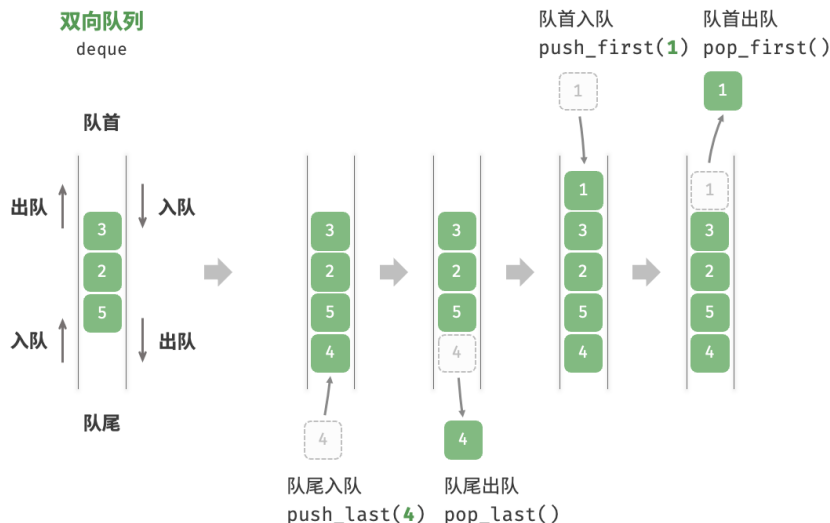 双向队列
deque
队首
出队
入队
3
2
5
入队
出队
队尾
3
2
5
4
4
队尾入队
push_last(4)
3
2
5
4
4
队尾出队
pop_last()
队首入队
push_first(1)
1
1
3
2
5
4
队首出队
pop_first()
1
1
3
2
5
4